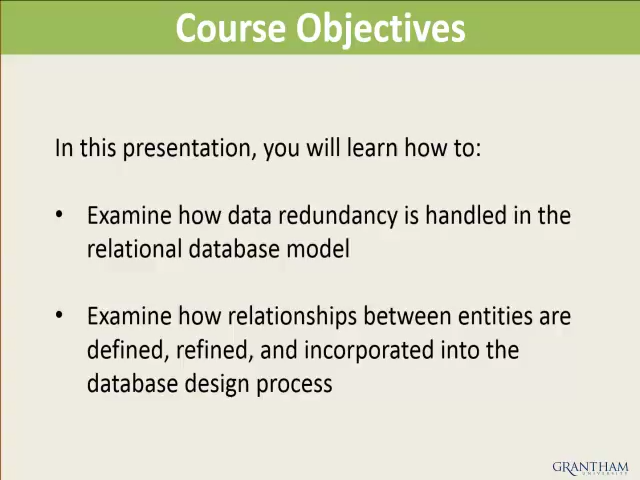 Course Objectives
In this presentation, you will learn how to:
• Examine how data redundancy is handled in the
relational database model
• Examine how relationships between entities are
defined, refined, and incorporated into the
database design process
GRANTHAM
UNIVERSITY